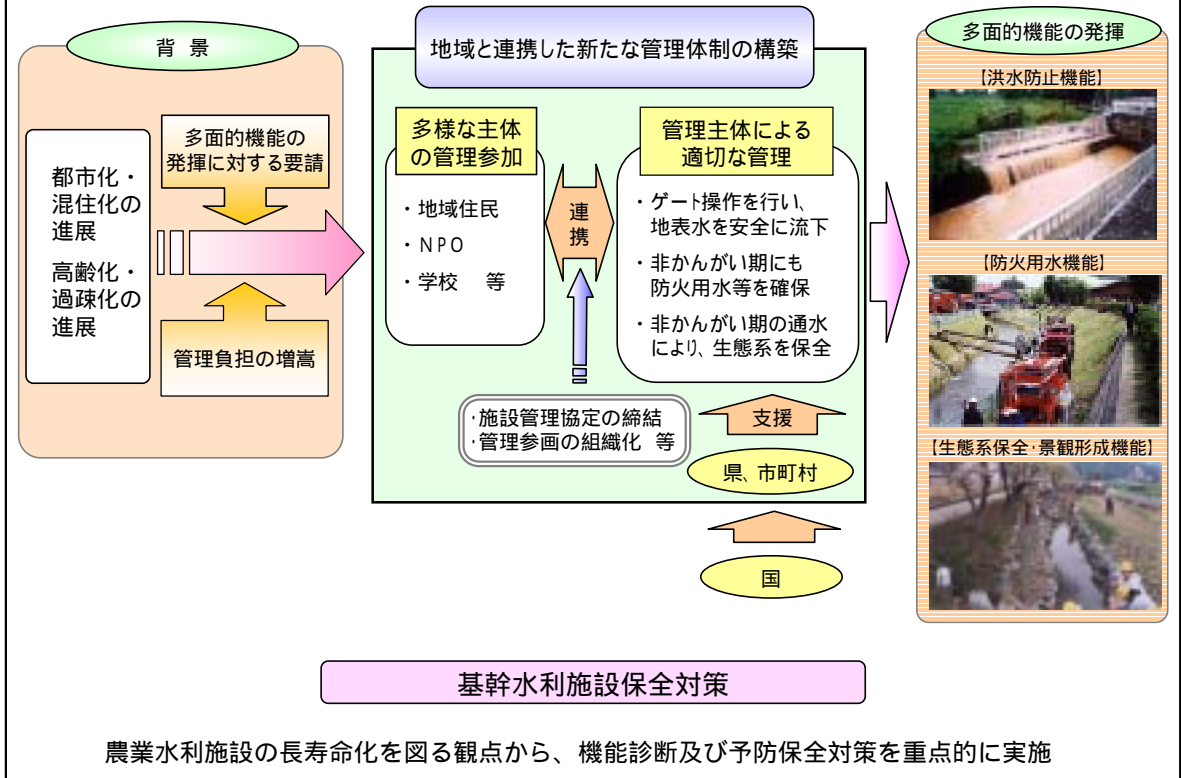 背 景
都市化・
混住化の
進展
高齢化・
過疎化の
進展
多面的機能の
発揮に対する要請
管理負担の増嵩
地域と連携した新たな管理体制の構築
多様な主体
の管理参加
・地域住民
・NPO
・学校 等
連
携
管理主体による
適切な管理
・ゲート操作を行い、
地表水を安全に流下
・非かんがい期にも
防火用水等を確保
・非かんがい期の通水
により、生態系を保全
・施設管理協定の締結
・管理参画の組織化 等
支援
県、市町村
国
多面的機能の発揮
【洪水防止機能】
【防火用水機能】
【生態系保全・景観形成機能】
基幹水利施設保全対策
農業水利施設の長寿命化を図る観点から、機能診断及び予防保全対策を重点的に実施